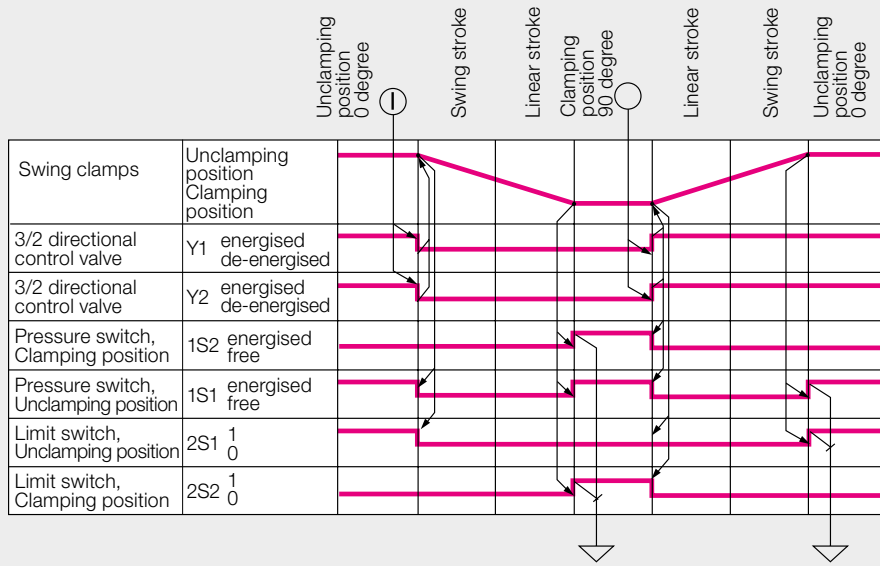 Unclamping
position
0 degree
I
Swing stroke
Linear stroke
Clamping
position
90 degree
Linear stroke
Swing stroke
Unclamping
position
0 degree
Swing clamps
Unclamping
position
Clamping
position
3/2 directional
control valve
Y1 energised
de-energised
3/2 directional
control valve
Y2 energised
de-energised
Pressure switch,
Clamping position
1S2 energised
free
Pressure switch,
Unclamping position
1S1 energised
free
Limit switch,
Unclamping position
2S1 1
0
Limit switch,
Clamping position
2S2 1
0